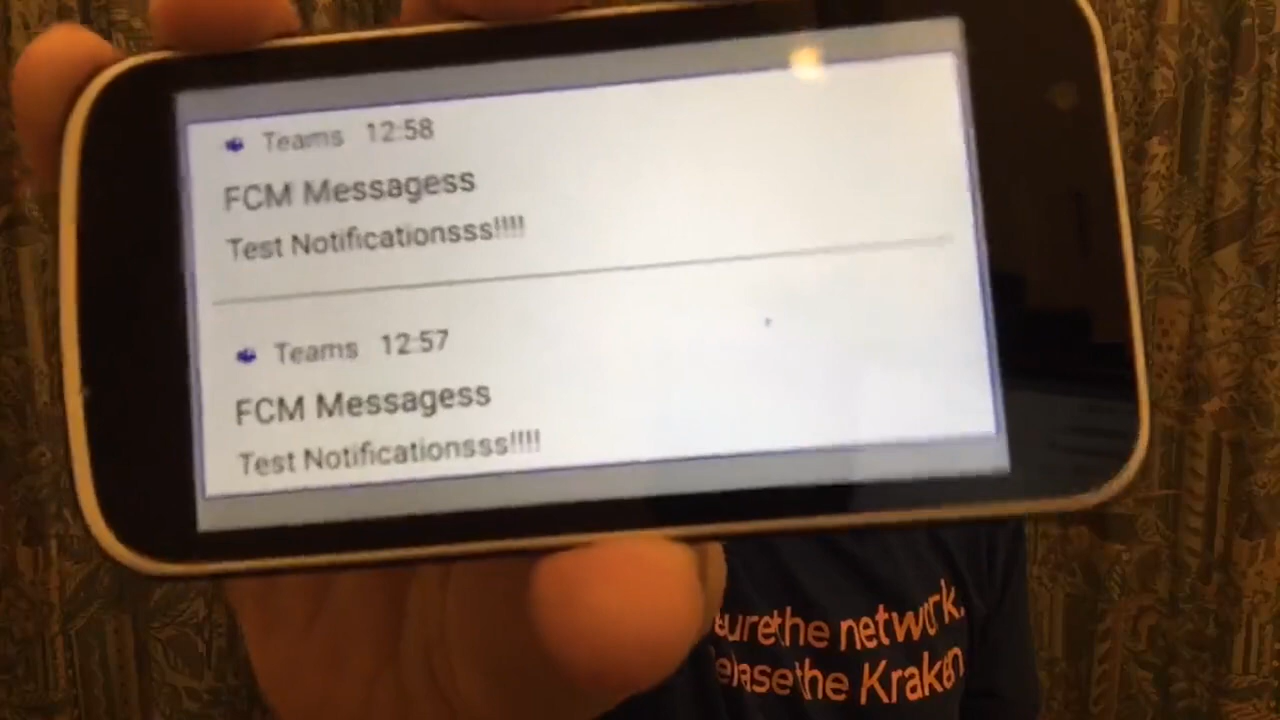 Teams 12:58
FCM Messagess
Test Notificationsss!!!!
Teams 12:57
FCM Messagess
Test Notificationsss!!!!
the network.
the Kraken